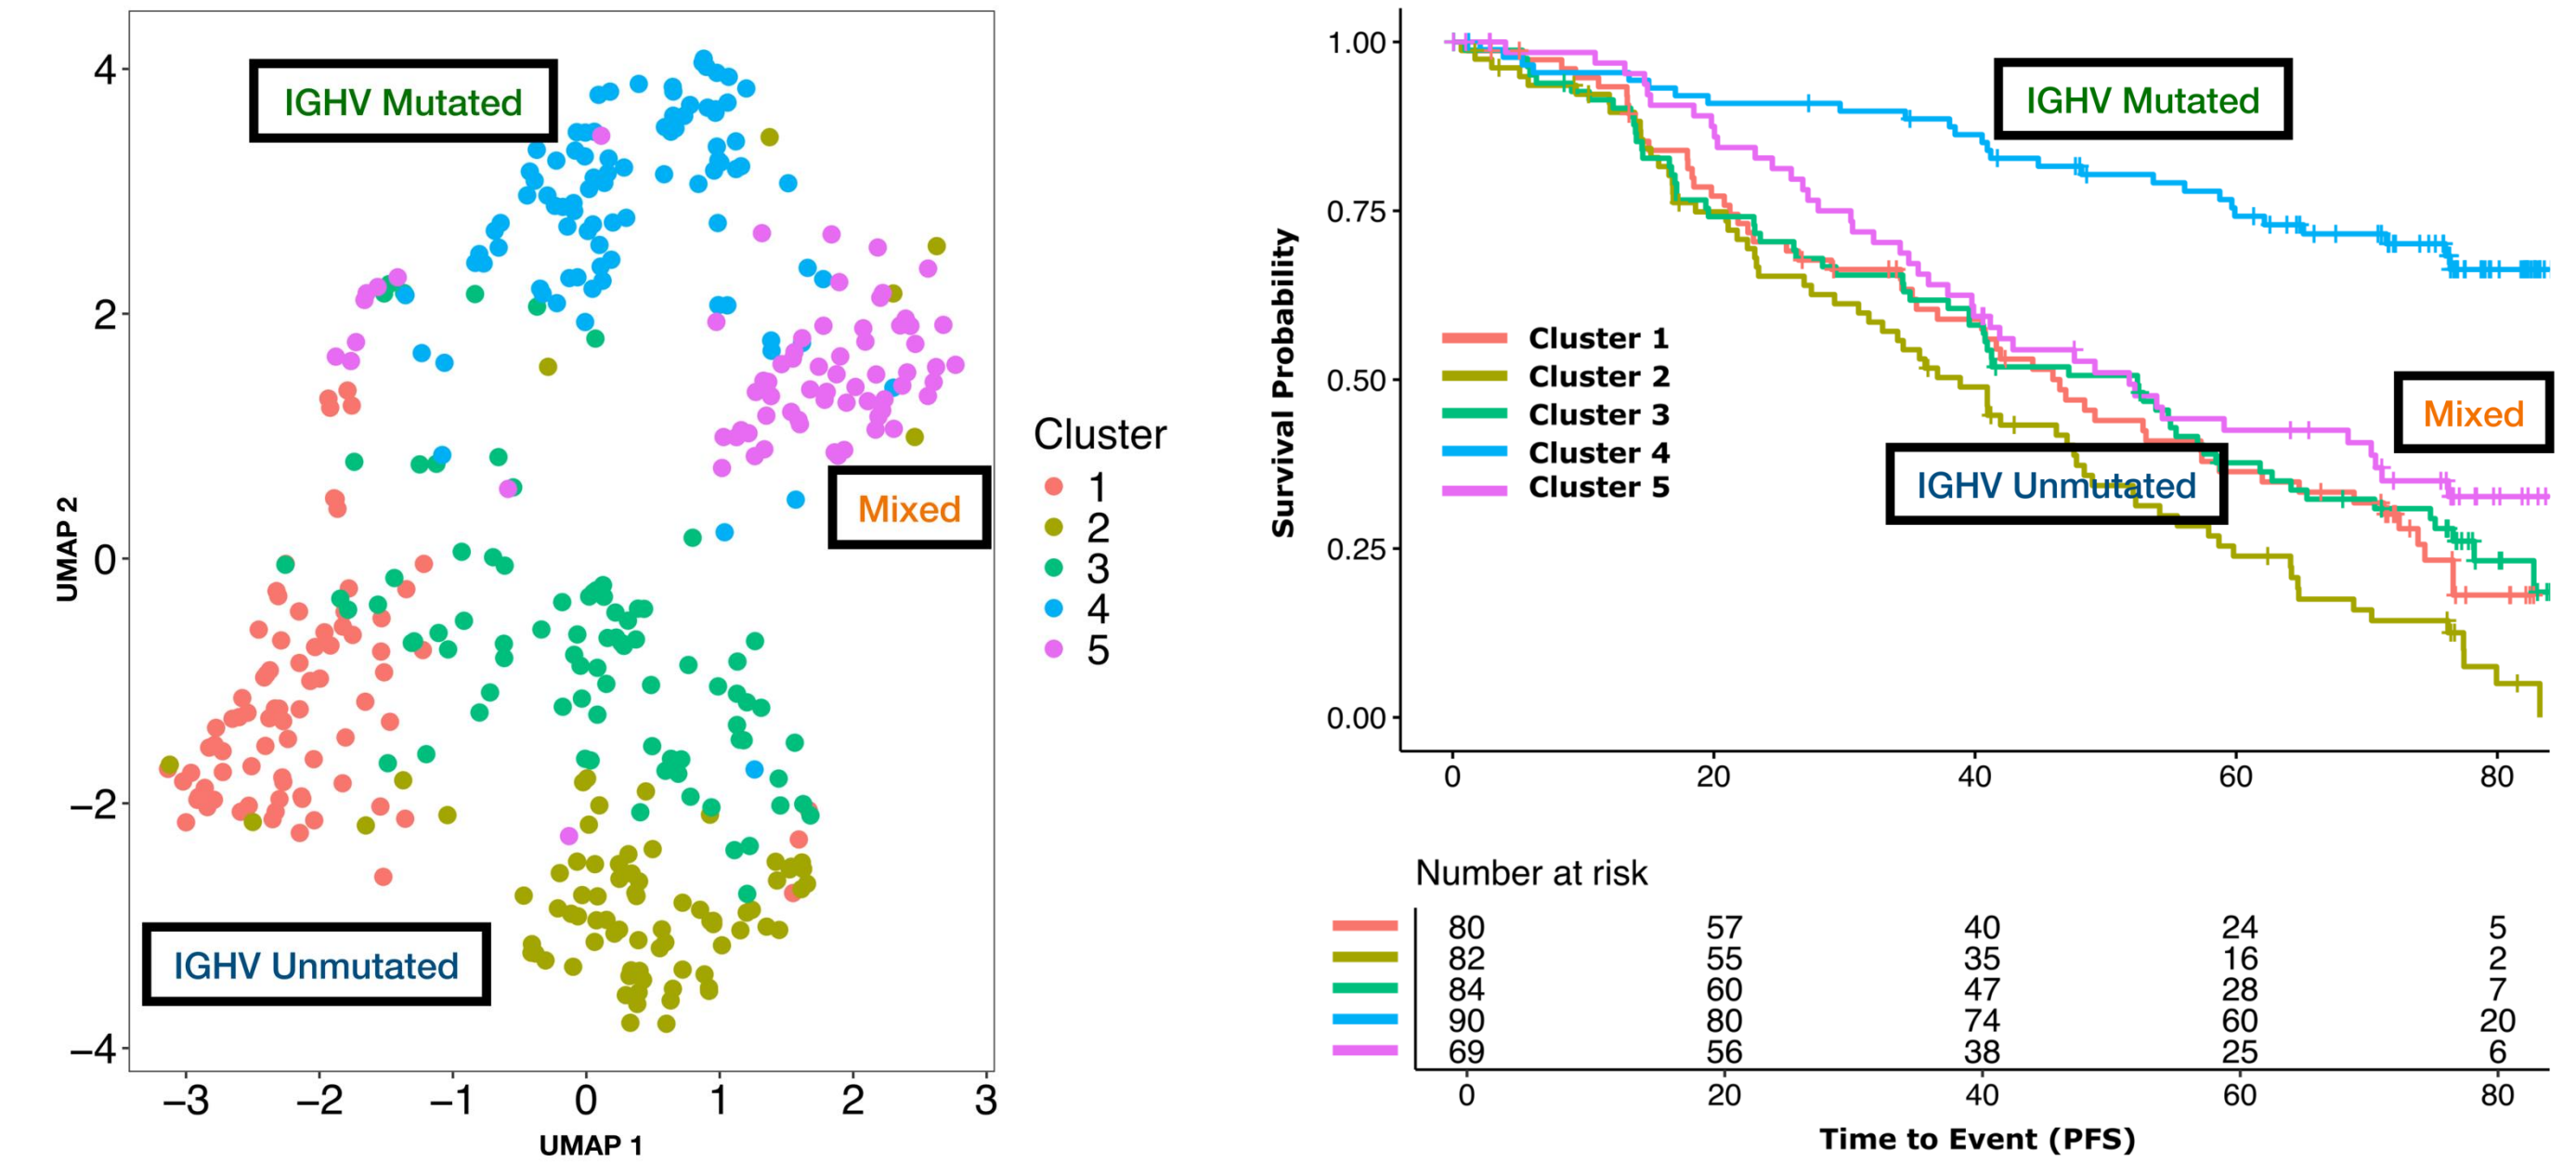 4
2
0
−2
−4
UMAP 2
−3 −2 −1 0 1 2 3
UMAP 1
IGHV Mutated
Mixed
IGHV Unmutated
Cluster
1
2
3
4
5
1.00
0.75
0.50
0.25
0.00
Survival Probability
IGHV Mutated
Mixed
IGHV Unmutated
Cluster 1
Cluster 2
Cluster 3
Cluster 4
Cluster 5
0 20 40 60 80
Number at risk
80 57 40 24 5
82 55 35 16 2
84 60 47 28 7
90 80 74 60 20
69 56 38 25 6
0 20 40 60 80
Time to Event (PFS)